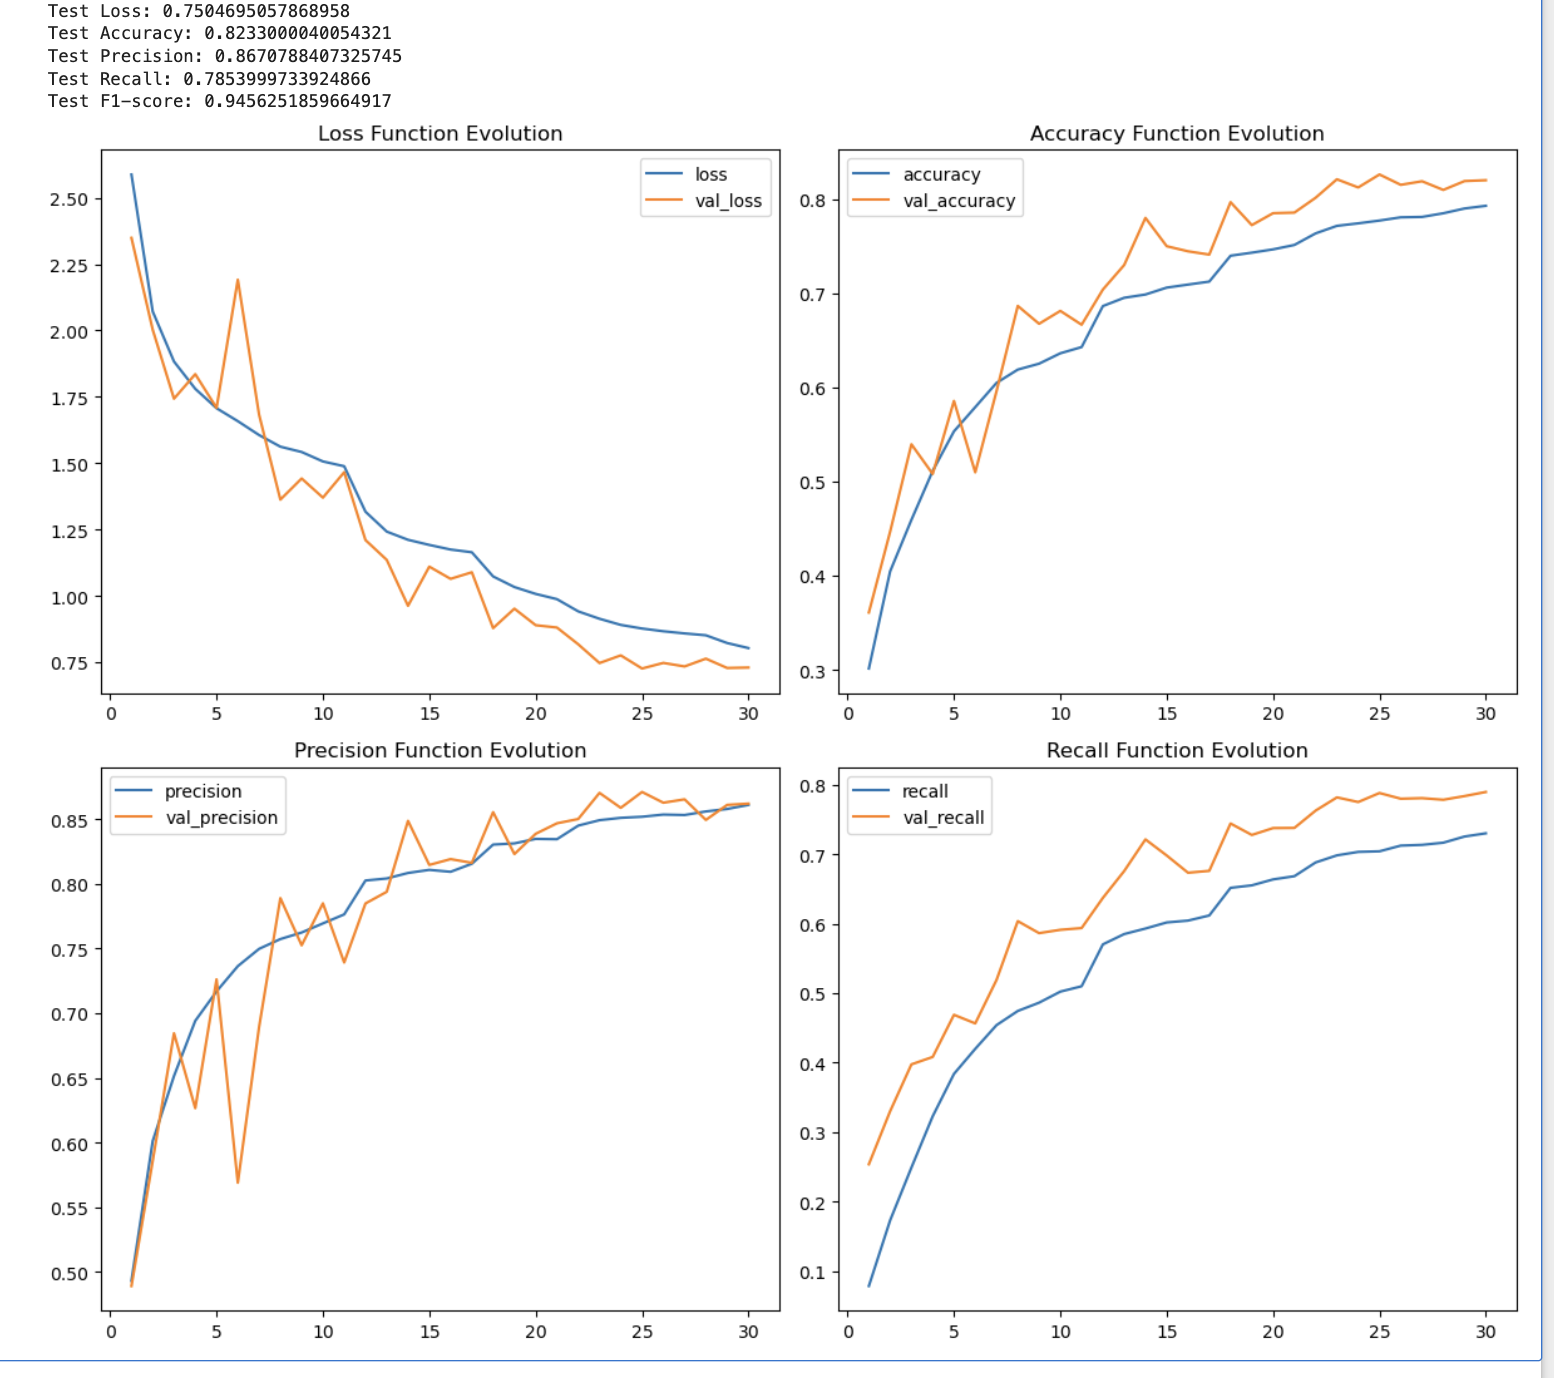 Test Loss: 0.7504695057868958
Test Accuracy: 0.8233000040054321
Test Precision: 0.8670788407325745
Test Recall: 0.7853999733924866
Test F1-score: 0.9456251859664917
Loss Function Evolution
loss
val_loss
2.50
2.25
2.00
1.75
1.50
1.25
1.00
0.75
0 5 10 15 20 25 30
Accuracy Function Evolution
accuracy
val_accuracy
0.8
0.7
0.6
0.5
0.4
0.3
0 5 10 15 20 25 30
Precision Function Evolution
precision
val_precision
0.85
0.80
0.75
0.70
0.65
0.60
0.55
0.50
0 5 10 15 20 25 30
Recall Function Evolution
recall
val_recall
0.8
0.7
0.6
0.5
0.4
0.3
0.2
0.1
0 5 10 15 20 25 30